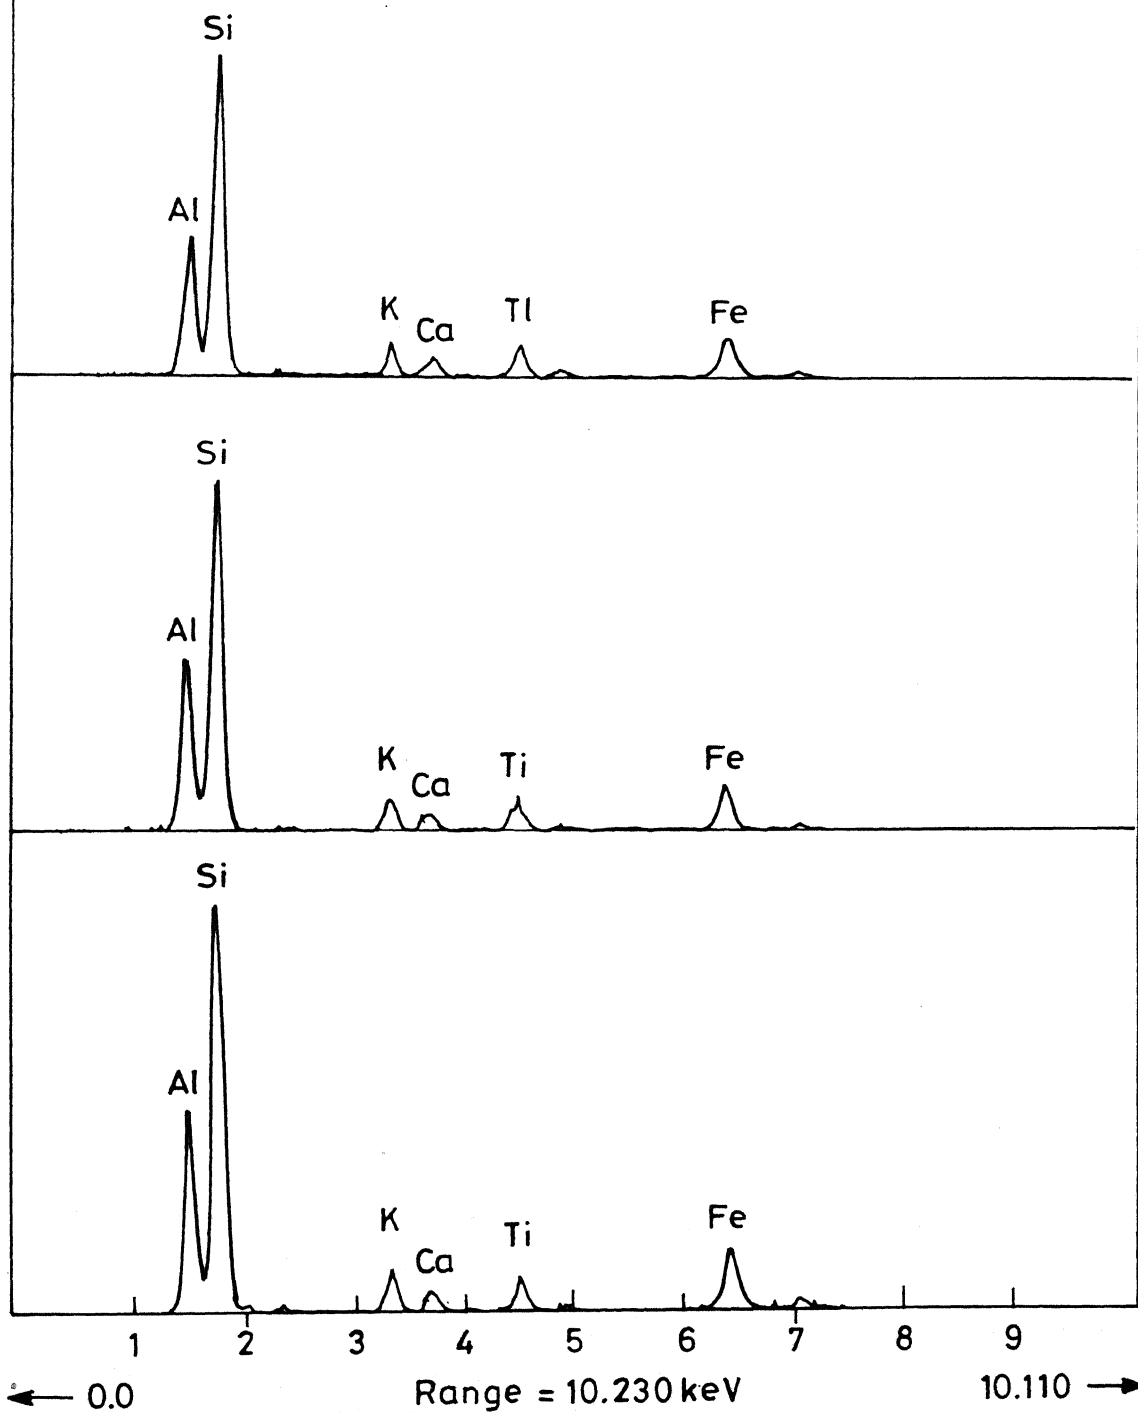 Si
Al
K
Ca
Tl
Fe
Si
Al
K
Ca
Ti
Fe
Si
Al
K
Ca
Ti
Fe
1 2 3 4 5 6 7 8 9
0.0 Range = 10.230 keV 10.110